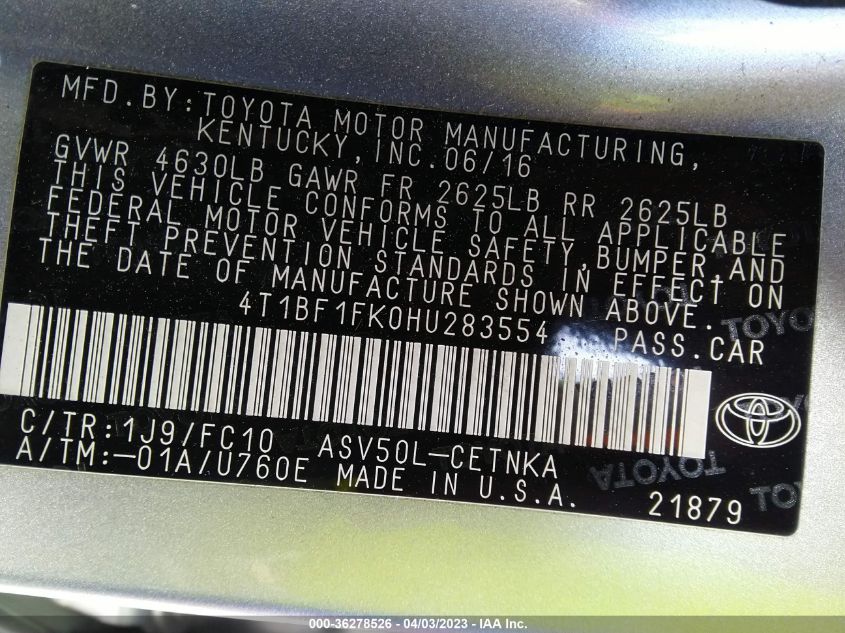 MFD.BY:TOYOTA MOTOR MANUFACTURING,
KENTUCKY,INC.06/16
GVWR 4630LB GAWR FR 2625LB RR 2625LB
THIS VEHICLE CONFORMS TO ALL APPLICABLE
FEDERAL MOTOR VEHICLE SAFETY,BUMPER,AND
THEFT PREVENTION STANDARDS IN EFFECT ON
THE DATE OF MANUFACTURE SHOWN ABOVE.
4T1BF1FK0HU283554 PASS.CAR
TOYOTA
C/TR:1J9/FC10 ASV50L-CETNKA
A/TM:-01A/U760E MADE IN U.S.A.
TOYOTA
21879
000-36278526 - 04/03/2023 - IAA Inc.